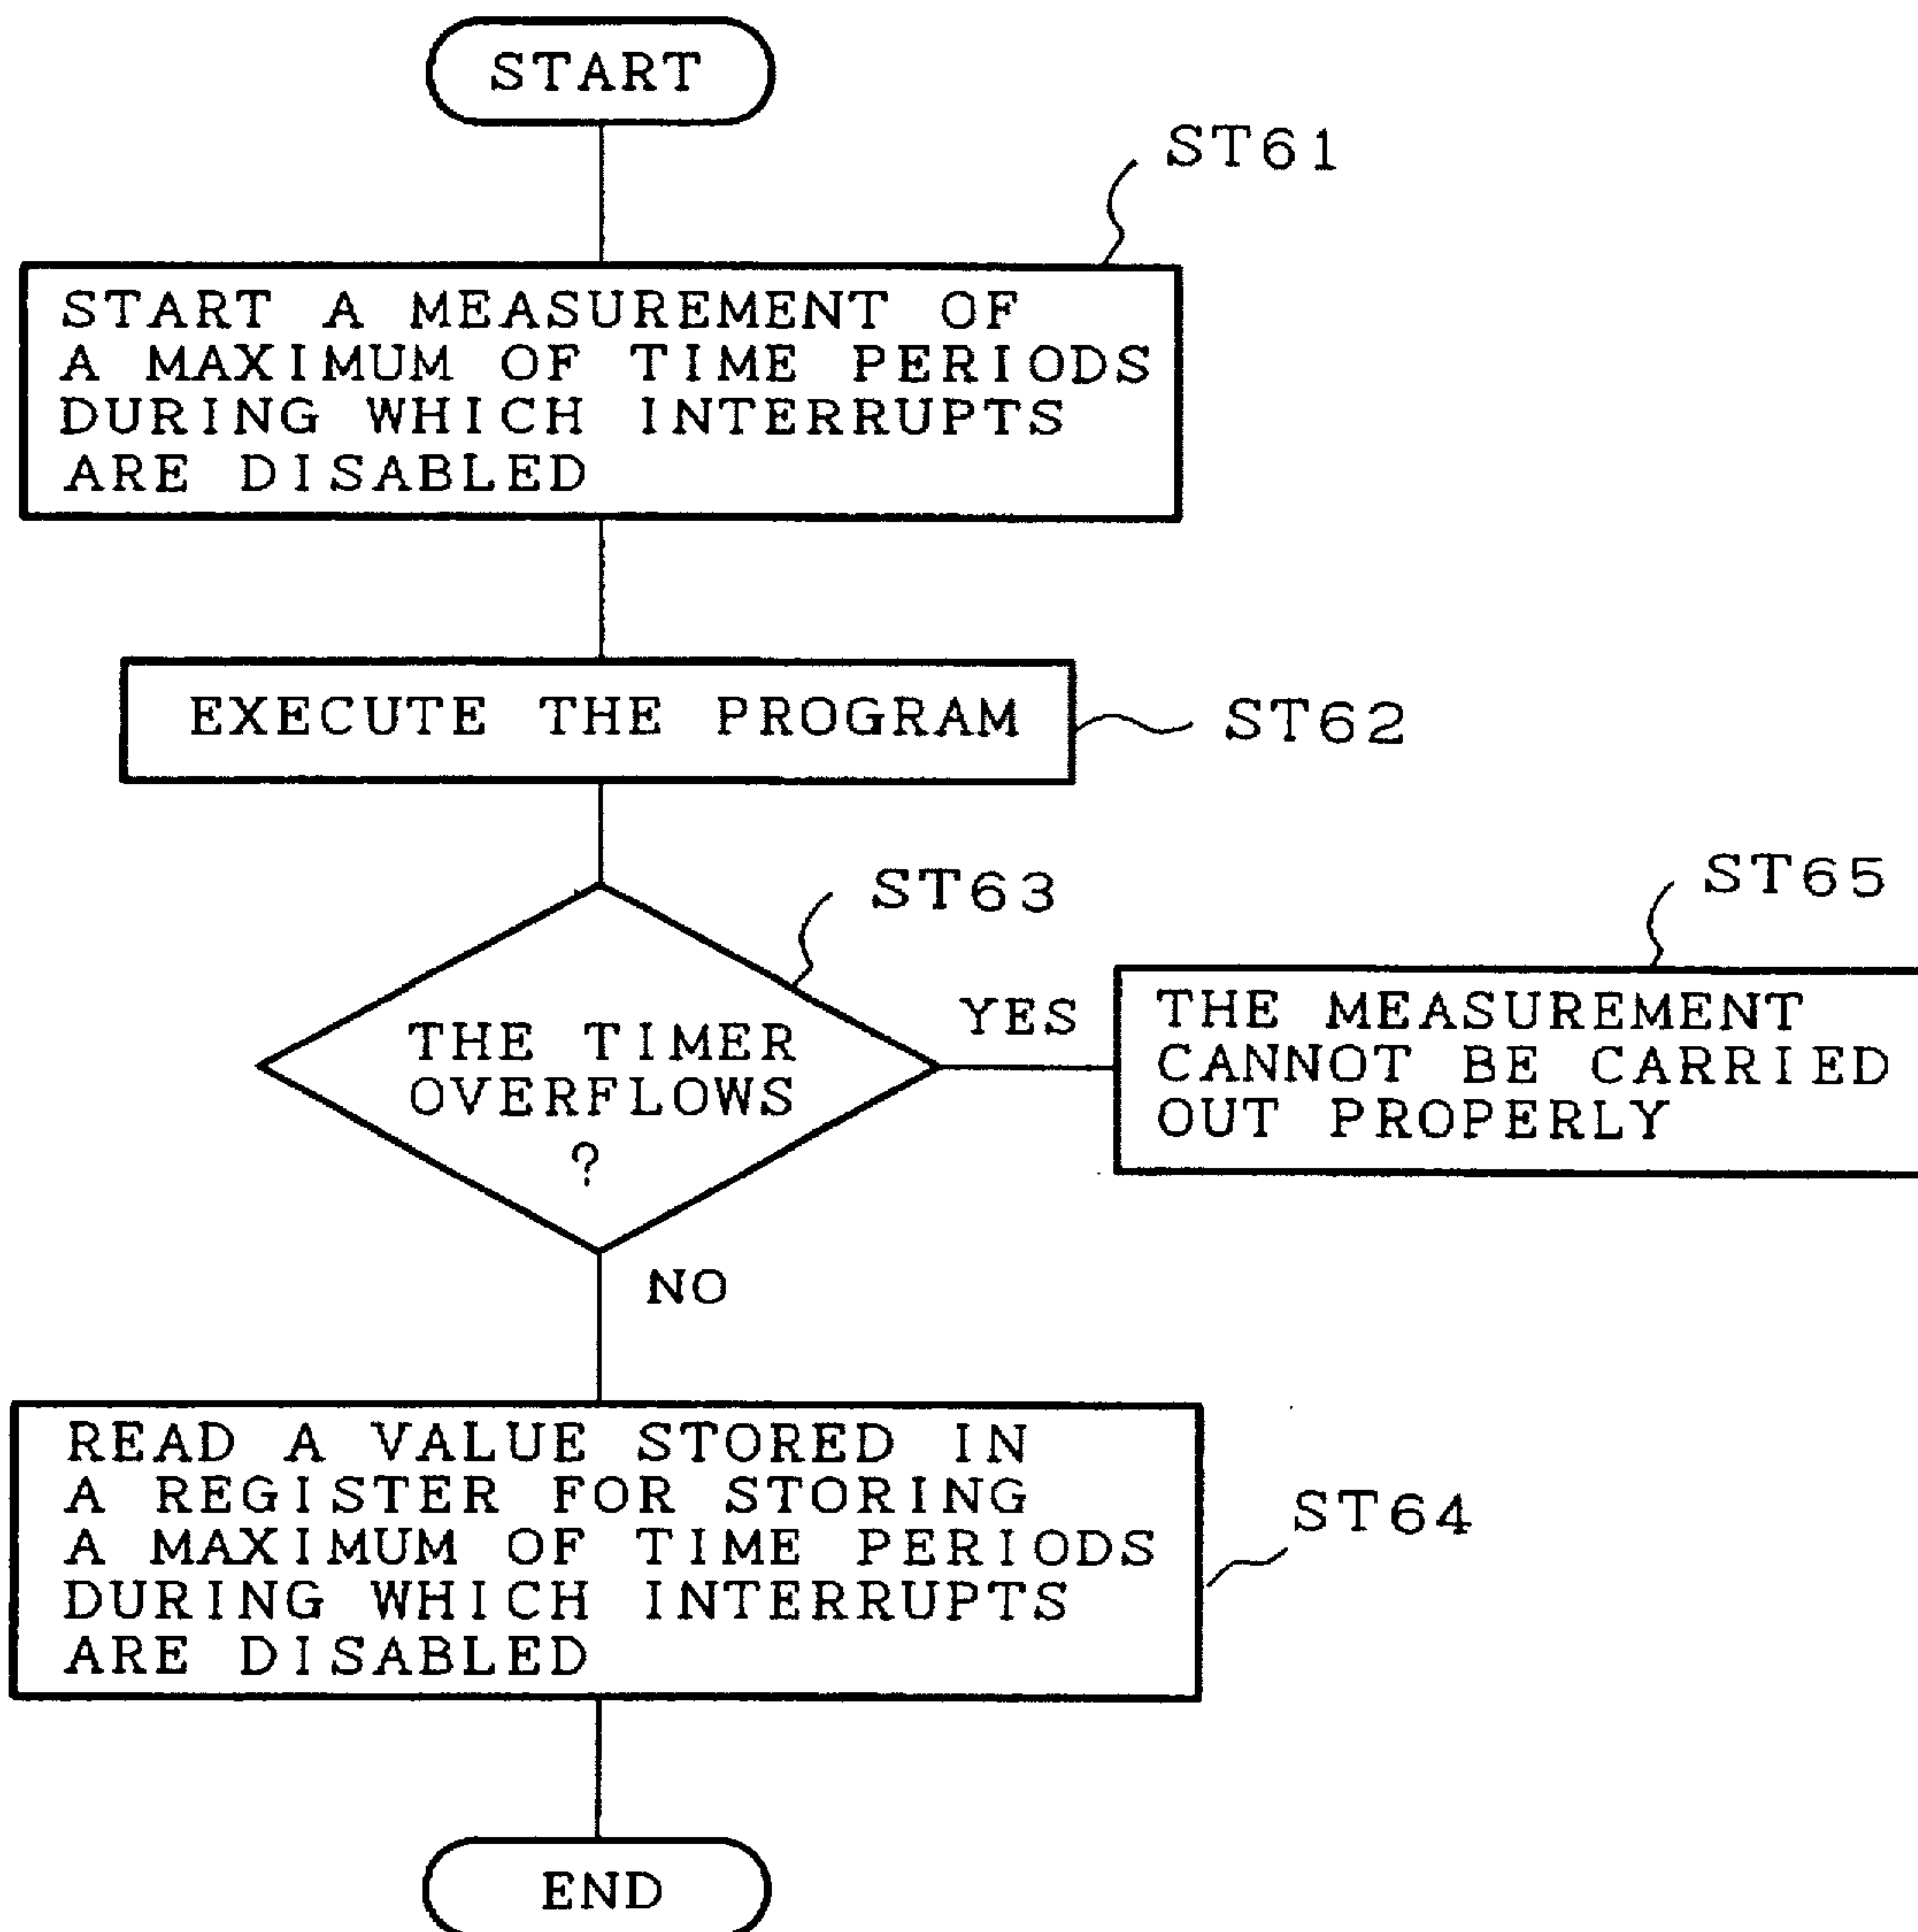 START
ST61
START A MEASUREMENT OF
A MAXIMUM OF TIME PERIODS
DURING WHICH INTERRUPTS
ARE DISABLED
EXECUTE THE PROGRAM
ST62
ST63
ST65
THE TIMER
OVERFLOWS
?
YES
THE MEASUREMENT
CANNOT BE CARRIED
OUT PROPERLY
NO
READ A VALUE STORED IN
A REGISTER FOR STORING
A MAXIMUM OF TIME PERIODS
DURING WHICH INTERRUPTS
ARE DISABLED
ST64
END